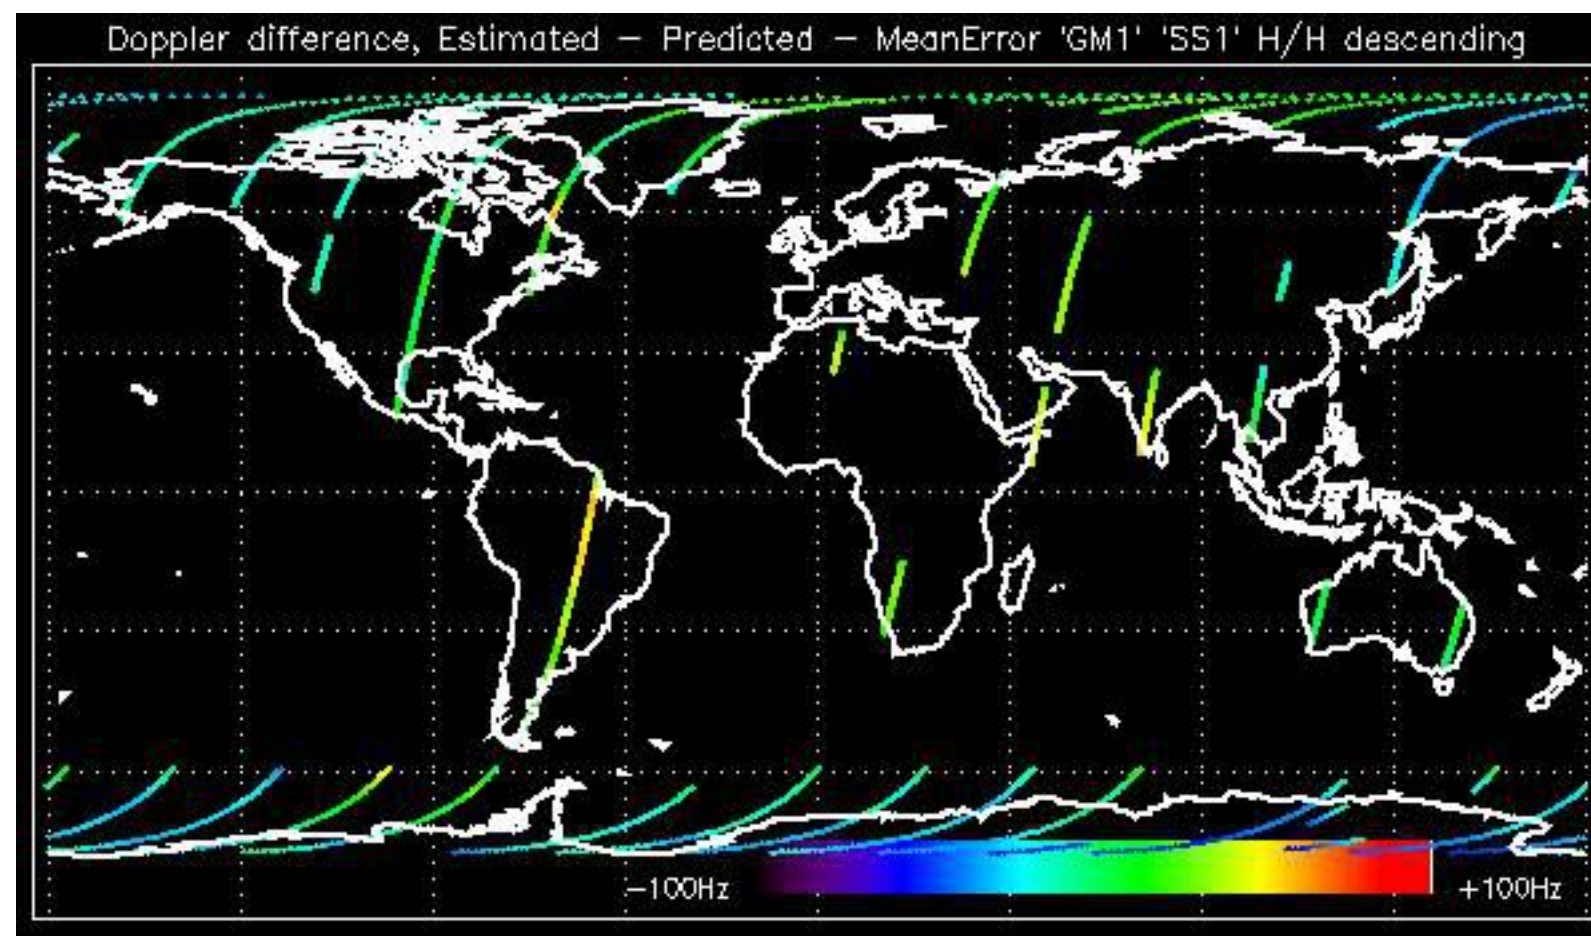 Doppler difference, Estimated – Predicted – MeanError 'GM1' 'SS1' H/H descending
–100Hz +100Hz